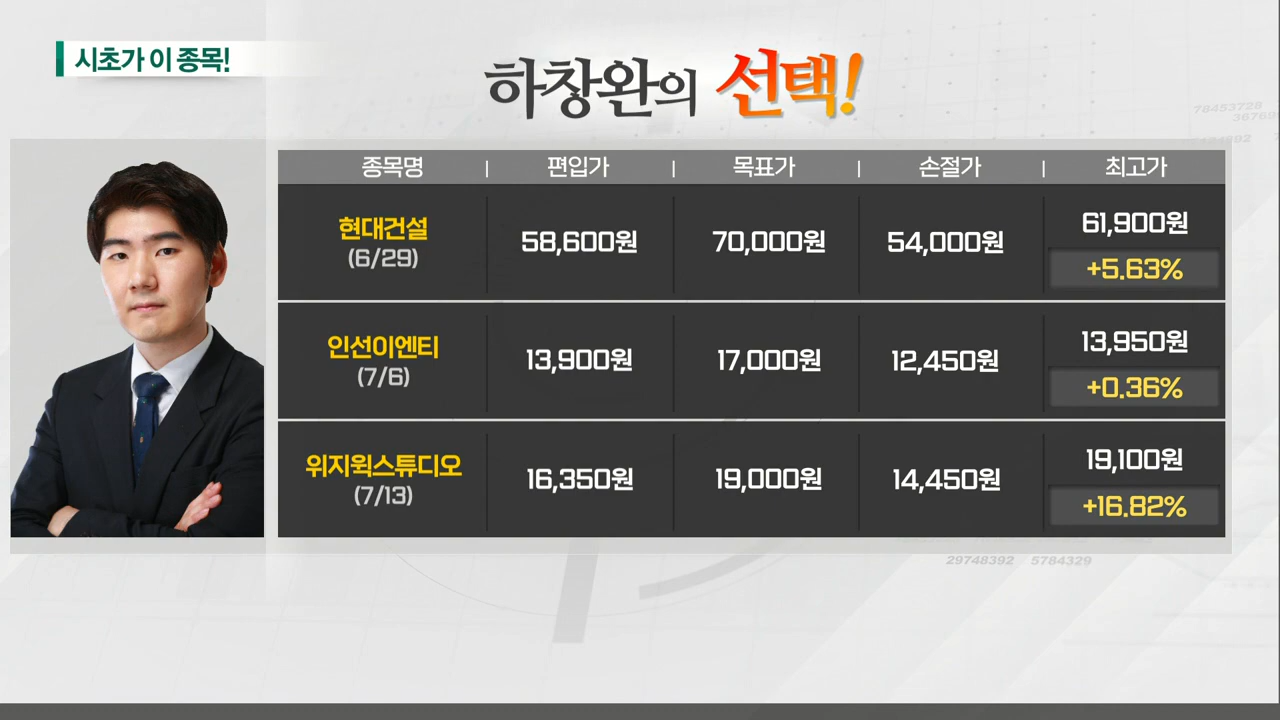 시초가 이 종목!
하창완의 선택!
78453728
종목명 | 편입가 | 목표가 | 손절가 | 최고가
현대건설 58,600원 70,000원 54,000원 61,900원
(6/29) +5.63%
인선이엔티 13,900원 17,000원 12,450원 13,950원
(7/6) +0.36%
위지윅스튜디오 16,350원 19,000원 14,450원 19,100원
(7/13) +16.82%
29748392 5784329